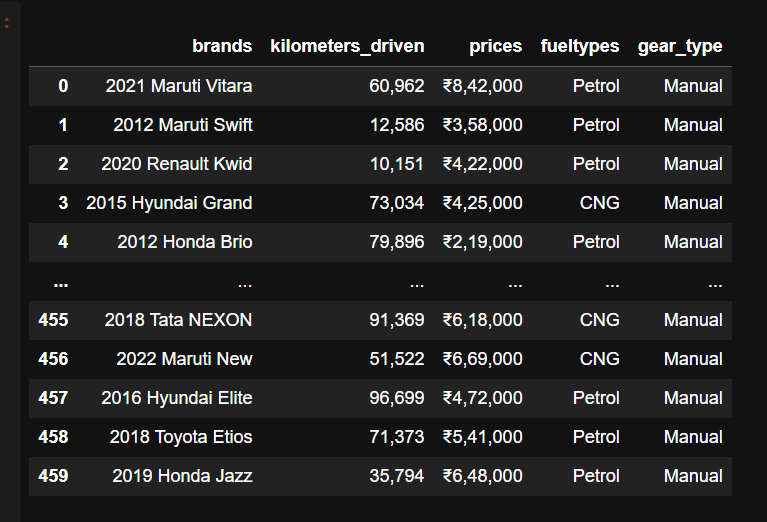 brands kilometers_driven prices fueltypes gear_type
0 2021 Maruti Vitara 60,962 ₹8,42,000 Petrol Manual
1 2012 Maruti Swift 12,586 ₹3,58,000 Petrol Manual
2 2020 Renault Kwid 10,151 ₹4,22,000 Petrol Manual
3 2015 Hyundai Grand 73,034 ₹4,25,000 CNG Manual
4 2012 Honda Brio 79,896 ₹2,19,000 Petrol Manual
... ... ... ... ... ...
455 2018 Tata NEXON 91,369 ₹6,18,000 CNG Manual
456 2022 Maruti New 51,522 ₹6,69,000 CNG Manual
457 2016 Hyundai Elite 96,699 ₹4,72,000 Petrol Manual
458 2018 Toyota Etios 71,373 ₹5,41,000 Petrol Manual
459 2019 Honda Jazz 35,794 ₹6,48,000 Petrol Manual